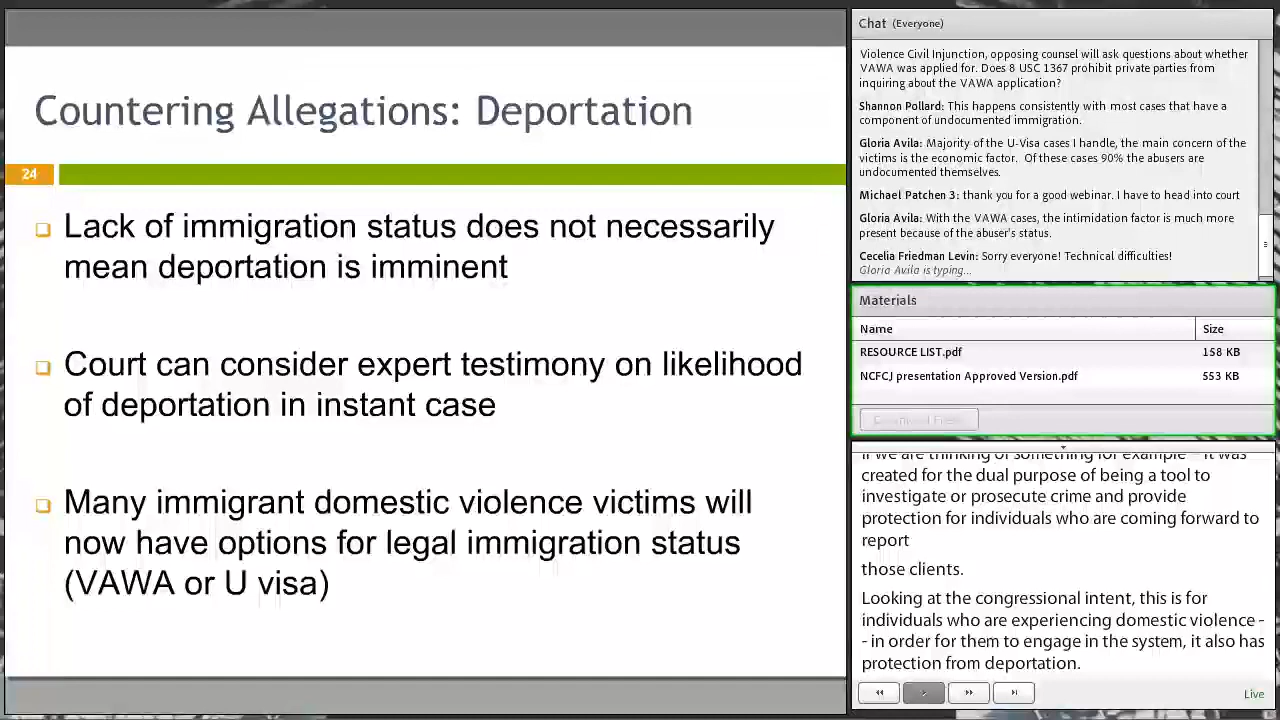 Countering Allegations: Deportation
24
Lack of immigration status does not necessarily
mean deportation is imminent
Court can consider expert testimony on likelihood
of deportation in instant case
Many immigrant domestic violence victims will
now have options for legal immigration status
(VAWA or U visa)
Chat (Everyone)
Violence Civil Injunction, opposing counsel will ask questions about whether
VAWA was applied for. Does 8 USC 1367 prohibit private parties from
inquiring about the VAWA application?
Shannon Pollard: This happens consistently with most cases that have a
component of undocumented immigration.
Gloria Avila: Majority of the U-Visa cases I handle, the main concern of the
victims is the economic factor. Of these cases 90% the abusers are
undocumented themselves.
Michael Patchen 3: thank you for a good webinar. I have to head into court
Gloria Avila: With the VAWA cases, the intimidation factor is much more
present because of the abuser's status.
Cecelia Friedman Levin: Sorry everyone! Technical difficulties!
Gloria Avila is typing...
Materials
Name Size
RESOURCE LIST.pdf 158 KB
NCFCJ presentation Approved Version.pdf 553 KB
If we are thinking of something for example - it was
created for the dual purpose of being a tool to
investigate or prosecute crime and provide
protection for individuals who are coming forward to
report
those clients.
Looking at the congressional intent, this is for
individuals who are experiencing domestic violence -
- in order for them to engage in the system, it also has
protection from deportation.
Live